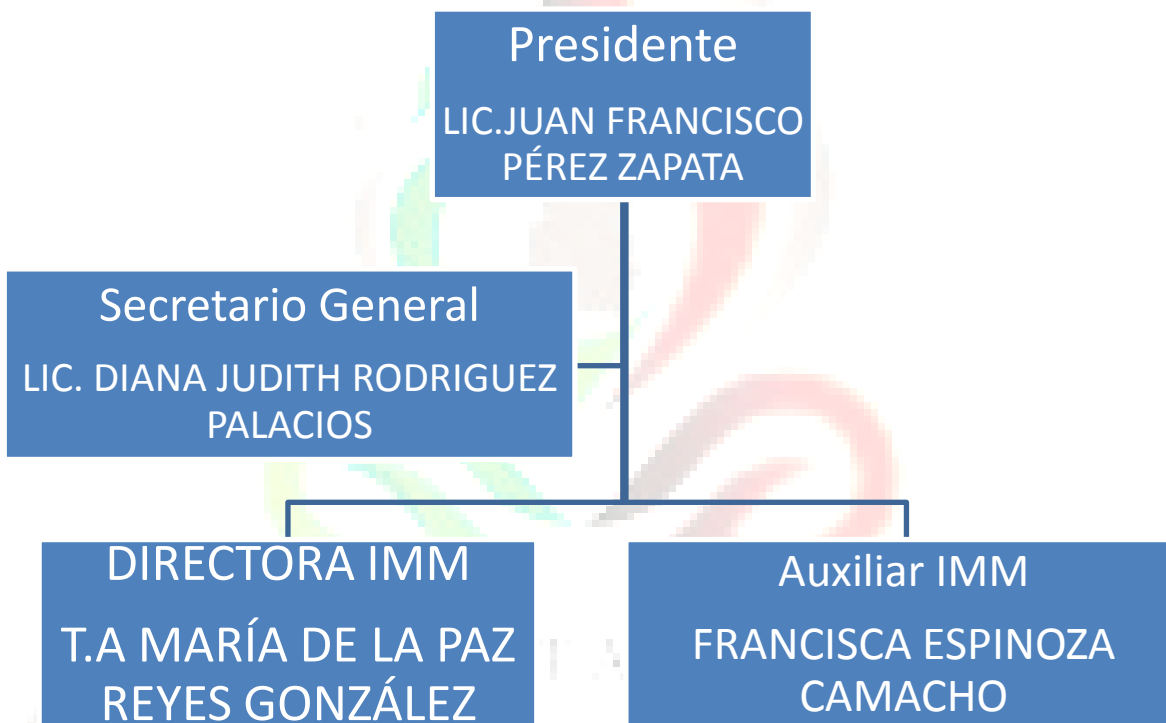 Presidente
LIC.JUAN FRANCISCO
PÉREZ ZAPATA
Secretario General
LIC. DIANA JUDITH RODRIGUEZ
PALACIOS
DIRECTORA IMM
T.A MARÍA DE LA PAZ
REYES GONZÁLEZ
Auxiliar IMM
FRANCISCA ESPINOZA
CAMACHO